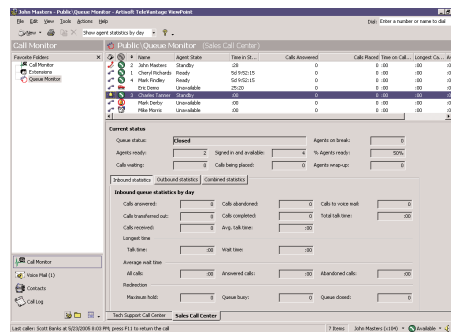 John Masters - Public\Queue Monitor - Artisoft TeleVantage ViewPoint
File Edit View Tools Actions Help
Dial: Enter a number or name to dial
New
Show agent statistics by day
Call Monitor
Public\Queue Monitor (Sales Call Center)
Favorite Folders
Call Monitor
Extensions
Queue Monitor
# Name Agent State Time in St... Calls Answered Calls Placed Time on Call... Longest Ca... A
2 John Masters Standby :28 0 0 :00 :00
1 Cheryl Richards Ready 5d 9:52:15 0 0 :00 :00
4 Mark Findley Ready 5d 9:52:15 0 0 :00 :00
Eric Demo Unavailable 25:20 0 0 :00 :00
3 Charles Tanner Standby :00 0 0 :00 :00
Mark Derby Unavailable :00 0 0 :00 :00
Mike Morris Unavailable :00 0 0 :00 :00
Current status
Queue status: Closed Agents on break: 0
Agents ready: 2 Signed in and available: 4 % Agents ready: 50%
Calls waiting: 0 Calls being placed: 0 Agents wrap-up: 0
Inbound statistics Outbound statistics Combined statistics
Inbound queue statistics by day
Calls answered: 0 Calls abandoned: 0 Calls to voice mail: 0
Calls transferred out: 0 Calls completed: 0 Total talk time: :00
Calls received: 0 Avg. talk time: :00
Longest time
Talk time: :00 Wait time: :00
Average wait time
All calls: :00 Answered calls: :00 Abandoned calls: :00
Redirection
Maximum hold: 0 Queue busy: 0 Queue closed: 0
Call Monitor
Voice Mail (1)
Contacts
Call Log
Tech Support Call Center Sales Call Center
Last caller: Scott Banks at 5/23/2005 8:03 PM, press F11 to return the call
7 Items John Masters (x104) Available